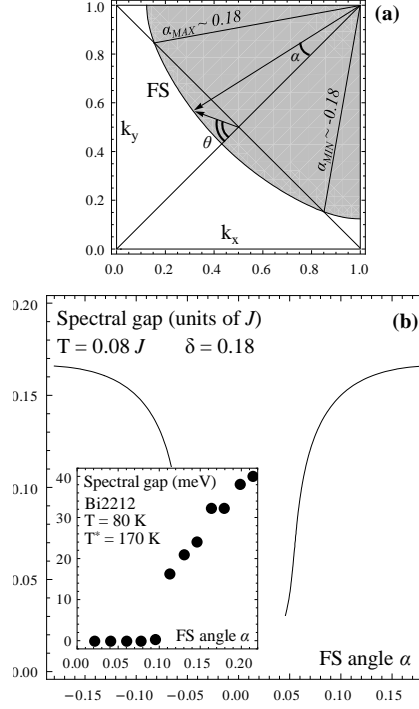 (a)
1.0
0.8
0.6
0.4
0.2
0.0
k_y
FS
α_MAX ~ 0.18
α
α_MIN ~ -0.18
θ
k_x
0.0 0.2 0.4 0.6 0.8 1.0
0.20
0.15
0.10
0.05
0.00
Spectral gap (units of J) (b)
T = 0.08 J δ = 0.18
Spectral gap (meV)
Bi2212
T = 80 K
T* = 170 K
40
30
20
10
0
FS angle α
0.00 0.05 0.10 0.15 0.20
FS angle α
−0.15 −0.10 −0.05 0.00 0.05 0.10 0.15